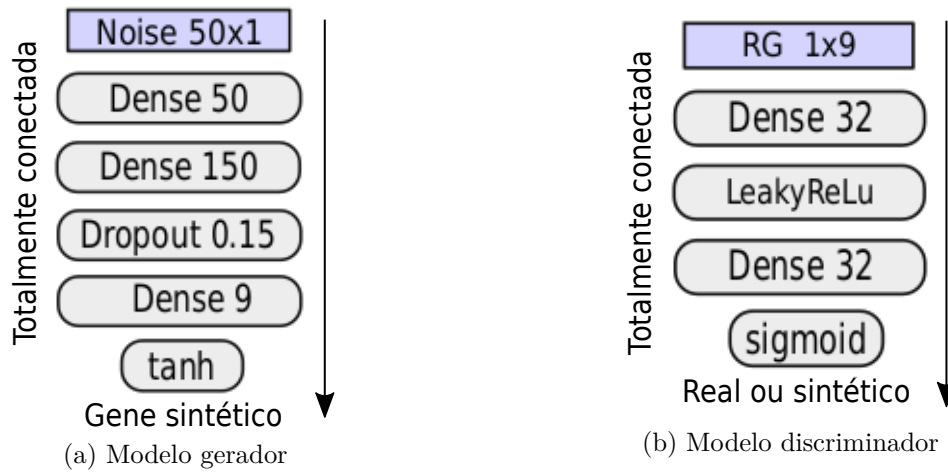 Totalmente conectada
Noise 50x1
Dense 50
Dense 150
Dropout 0.15
Dense 9
tanh
Gene sintético
(a) Modelo gerador
Totalmente conectada
RG 1x9
Dense 32
LeakyReLu
Dense 32
sigmoid
Real ou sintético
(b) Modelo discriminador